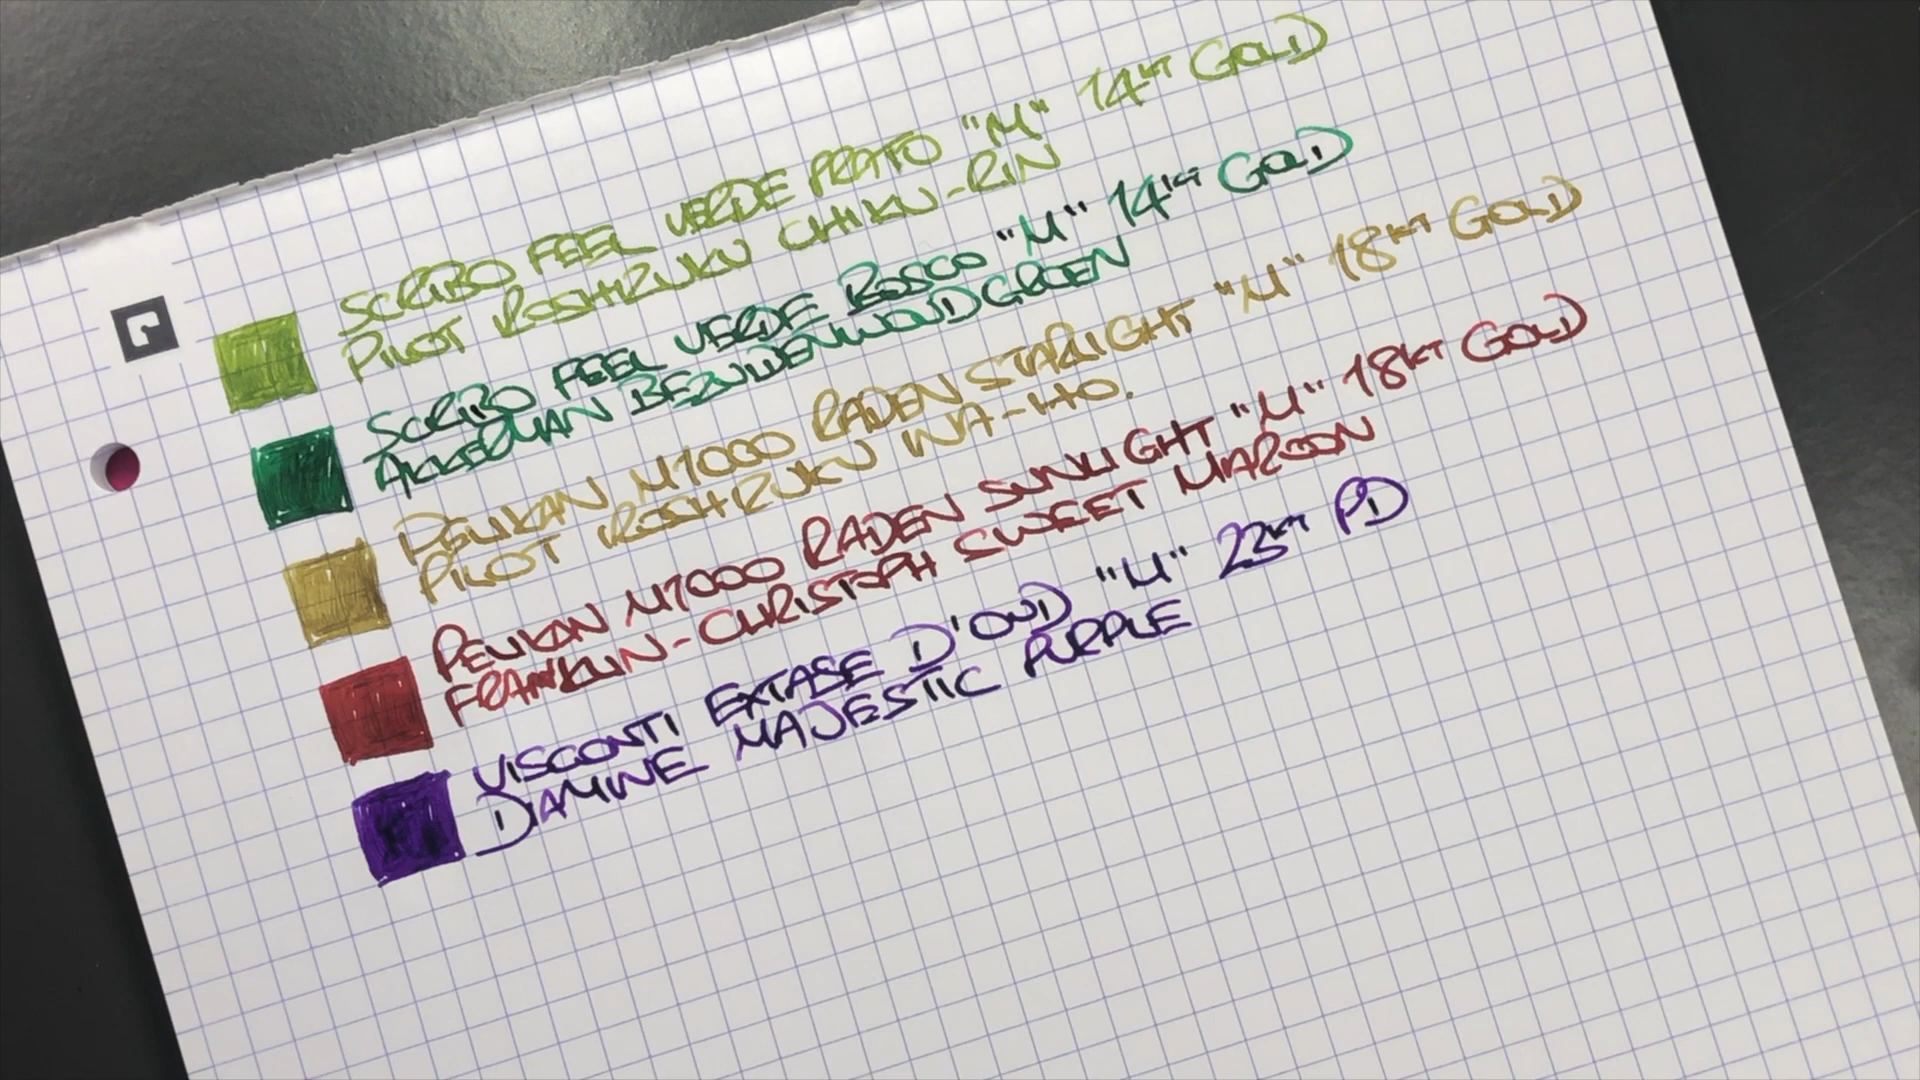 SCRIBO FEEL VERDE PRATO "M" 14KT GOLD
PILOT IROSHIZUKU CHIKU-RIN
SCRIBO FEEL VERDE BOSCO "M" 14KT GOLD
AKKERMAN BEZUIDENWOUD GROEN
PELIKAN M1000 RADEN STARLIGHT "M" 18KT GOLD
PILOT IROSHIZUKU INA-HO.
PELIKAN M1000 RADEN SUNLIGHT "M" 18KT GOLD
FRANKLIN-CHRISTOPH SWEET MAROON
VISCONTI EXTASE D'OUD "M" 23KT PD
DIAMINE MAJESTIC PURPLE